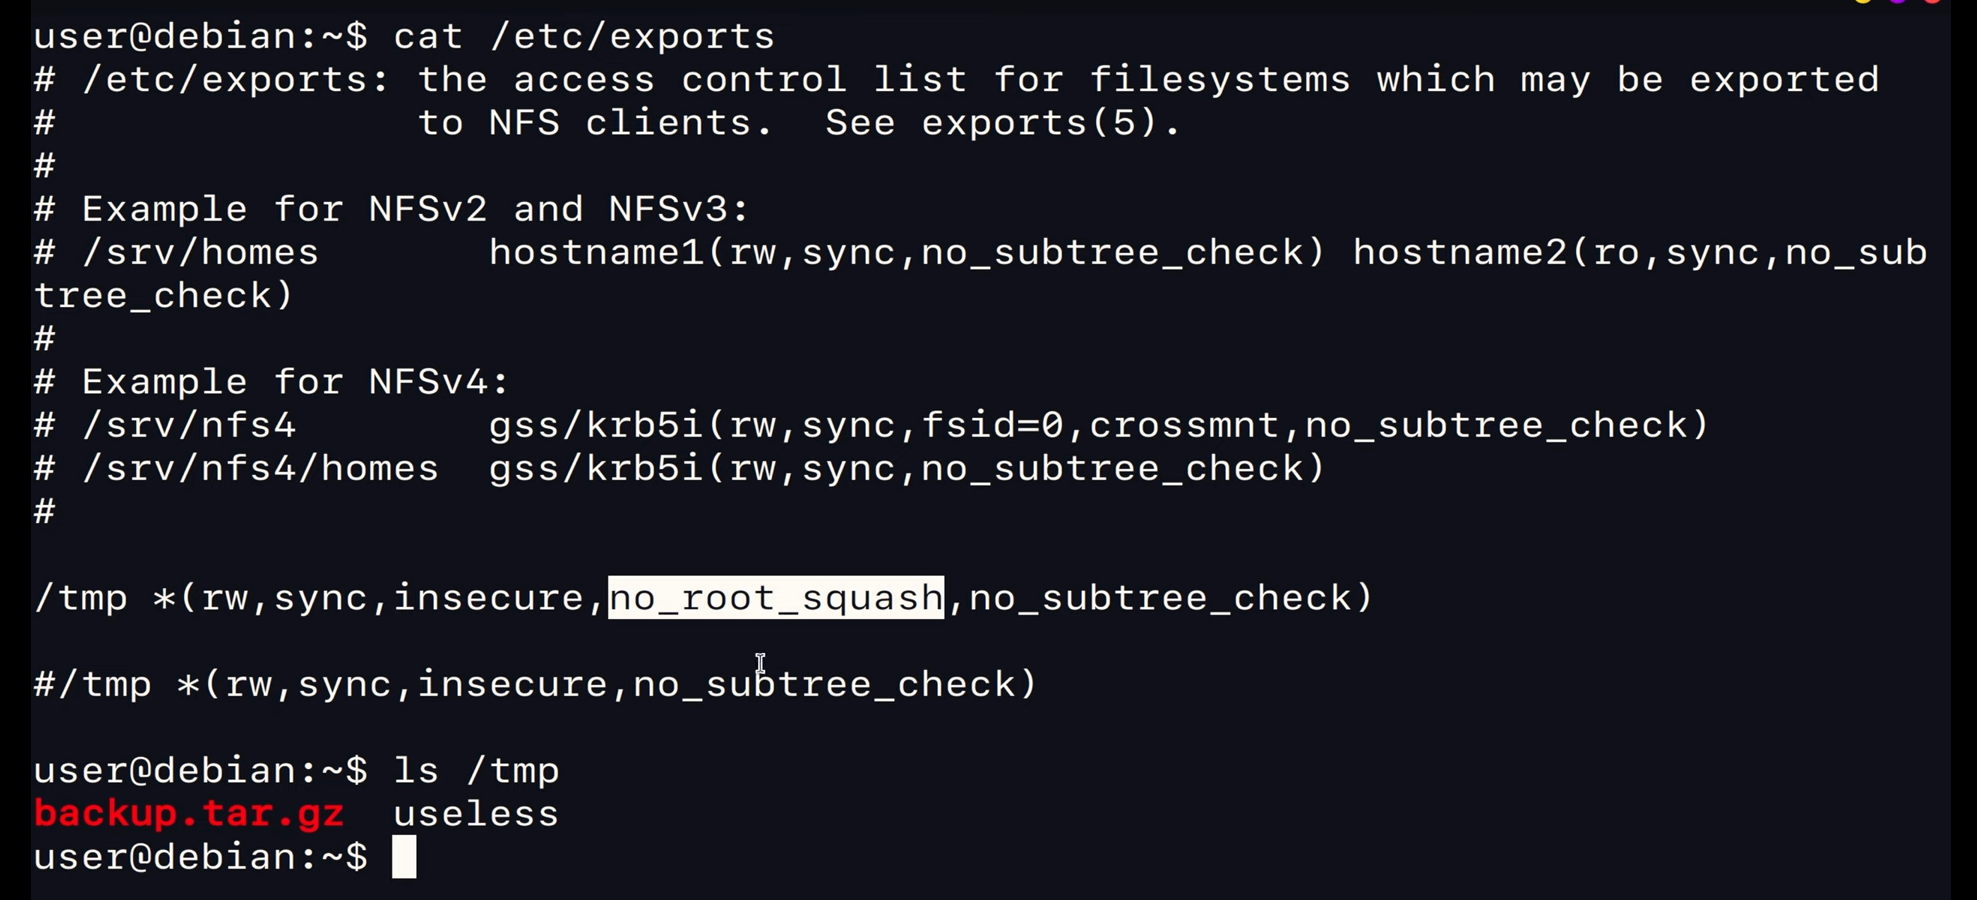 user@debian:~$ cat /etc/exports
# /etc/exports: the access control list for filesystems which may be exported
#               to NFS clients.  See exports(5).
#
# Example for NFSv2 and NFSv3:
# /srv/homes       hostname1(rw,sync,no_subtree_check) hostname2(ro,sync,no_sub
tree_check)
#
# Example for NFSv4:
# /srv/nfs4        gss/krb5i(rw,sync,fsid=0,crossmnt,no_subtree_check)
# /srv/nfs4/homes  gss/krb5i(rw,sync,no_subtree_check)
#
/tmp *(rw,sync,insecure,no_root_squash,no_subtree_check)
#/tmp *(rw,sync,insecure,no_subtree_check)
user@debian:~$ ls /tmp
backup.tar.gz  useless
user@debian:~$